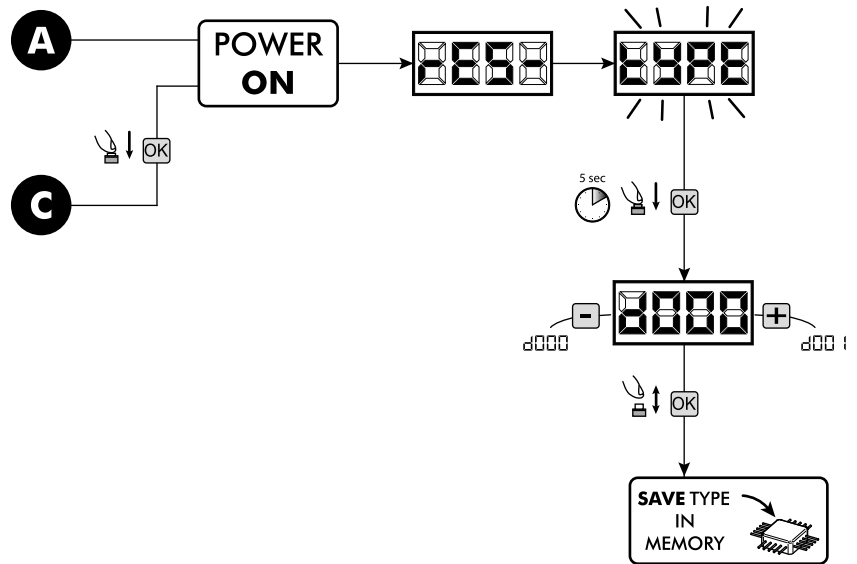 A
POWER
ON
rES-
tYPE
OK
C
5 sec
OK
d000
-
+
d000
d001
OK
SAVE TYPE
IN
MEMORY